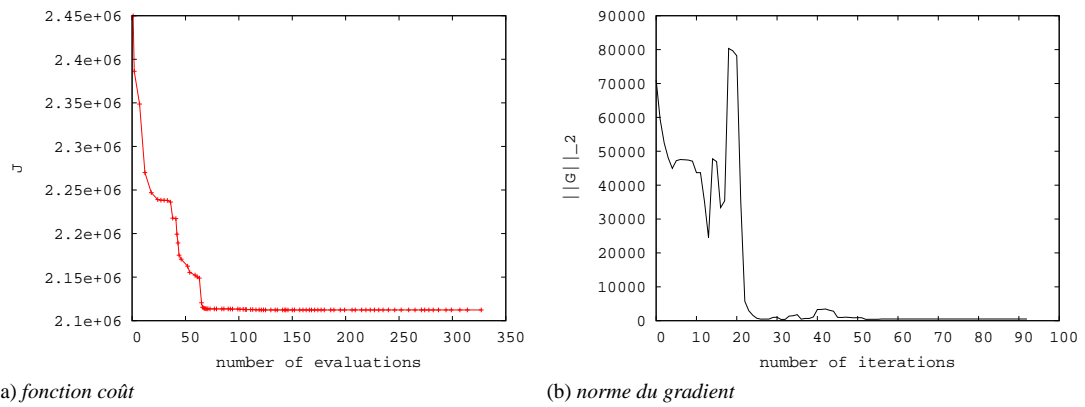 2.45e+06
2.4e+06
2.35e+06
2.3e+06
2.25e+06
2.2e+06
2.15e+06
2.1e+06
J
0 50 100 150 200 250 300 350
number of evaluations
a) fonction coût
90000
80000
70000
60000
50000
40000
30000
20000
10000
0
||G||_2
0 10 20 30 40 50 60 70 80 90 100
number of iterations
(b) norme du gradient